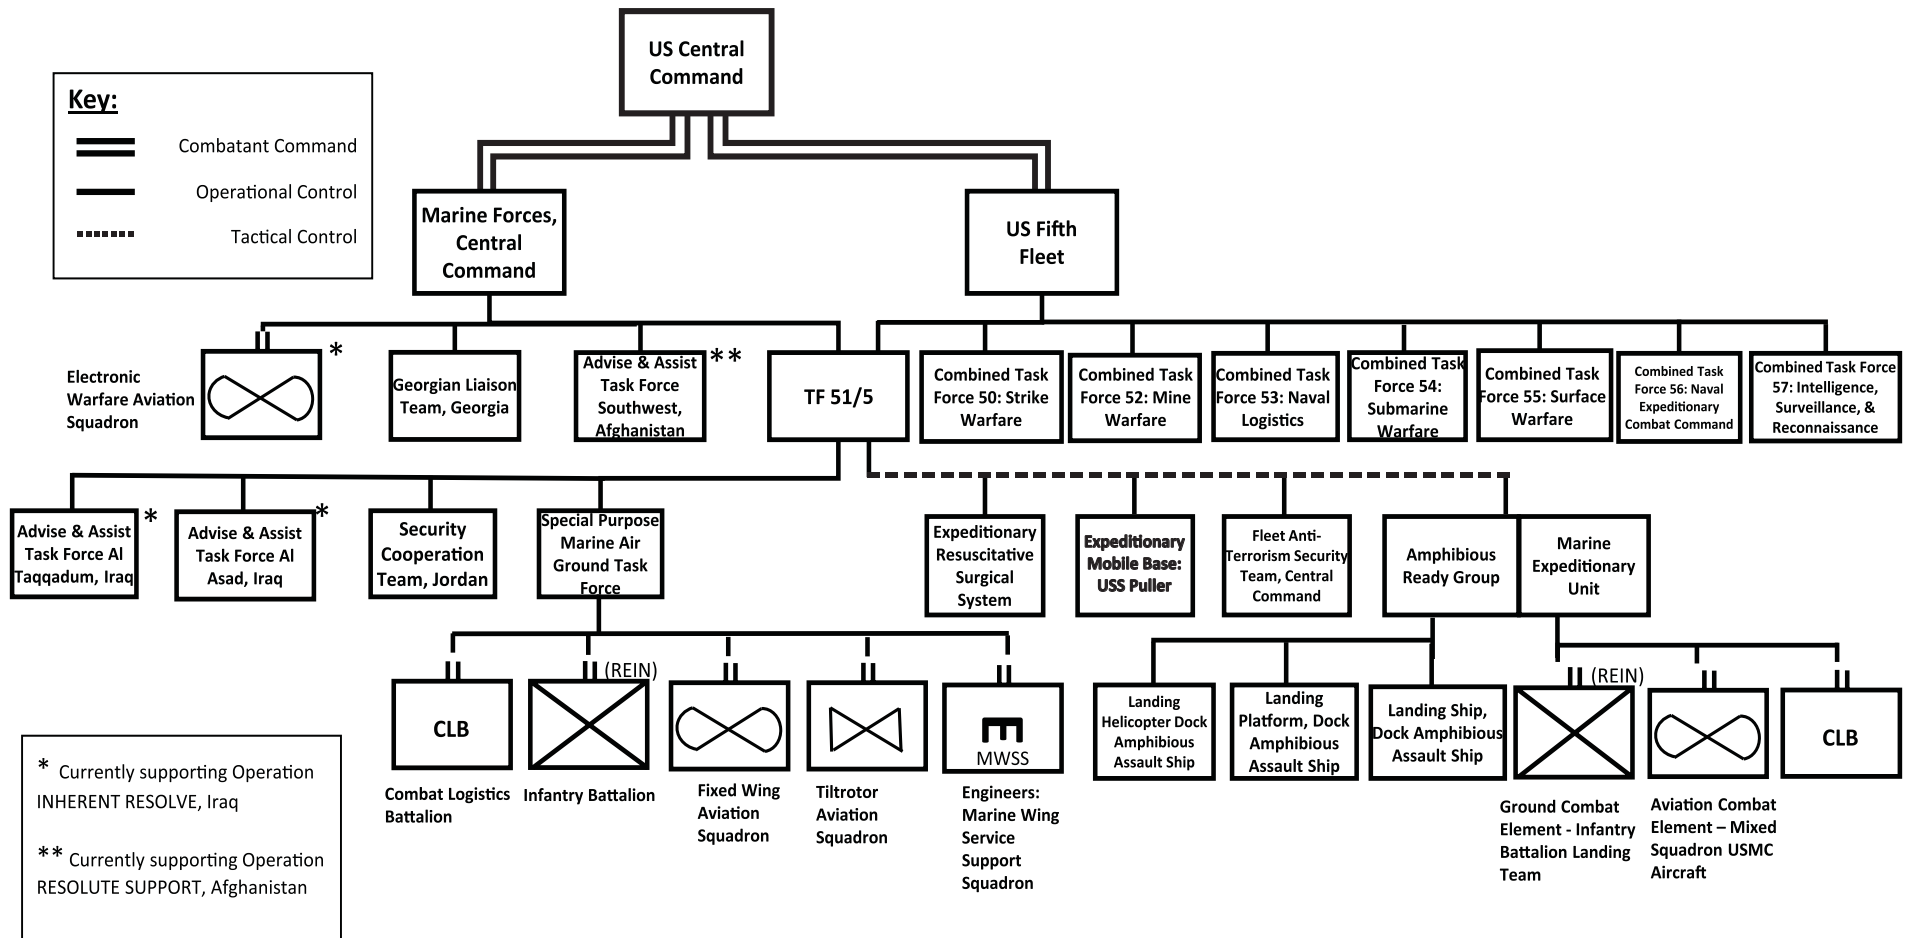 US Central
Command
Key:
Combatant Command
Operational Control
Tactical Control
Marine Forces,
Central
Command
US Fifth
Fleet
Electronic
Warfare Aviation
Squadron
*
Georgian Liaison
Team, Georgia
Advise & Assist
Task Force
Southwest,
Afghanistan
**
TF 51/5
Combined Task
Force 50: Strike
Warfare
Combined Task
Force 52: Mine
Warfare
Combined Task
Force 53: Naval
Logistics
Combined Task
Force 54:
Submarine
Warfare
Combined Task
Force 55: Surface
Warfare
Combined Task
Force 56: Naval
Expeditionary
Combat Command
Combined Task Force
57: Intelligence,
Surveillance, &
Reconnaissance
Advise & Assist
Task Force Al
Taqqadum, Iraq
*
Advise & Assist
Task Force Al
Asad, Iraq
*
Security
Cooperation
Team, Jordan
Special Purpose
Marine Air
Ground Task
Force
Expeditionary
Resuscitative
Surgical
System
Expeditionary
Mobile Base:
USS Puller
Fleet Anti-
Terrorism Security
Team, Central
Command
Amphibious
Ready Group
Marine
Expeditionary
Unit
CLB
Combat Logistics
Battalion
(REIN)
Infantry Battalion
Fixed Wing
Aviation
Squadron
Tiltrotor
Aviation
Squadron
MWSS
Engineers:
Marine Wing
Service
Support
Squadron
Landing
Helicopter Dock
Amphibious
Assault Ship
Landing
Platform, Dock
Amphibious
Assault Ship
Landing Ship,
Dock Amphibious
Assault Ship
(REIN)
Ground Combat
Element - Infantry
Battalion Landing
Team
Aviation Combat
Element – Mixed
Squadron USMC
Aircraft
CLB
* Currently supporting Operation
INHERENT RESOLVE, Iraq
** Currently supporting Operation
RESOLUTE SUPPORT, Afghanistan